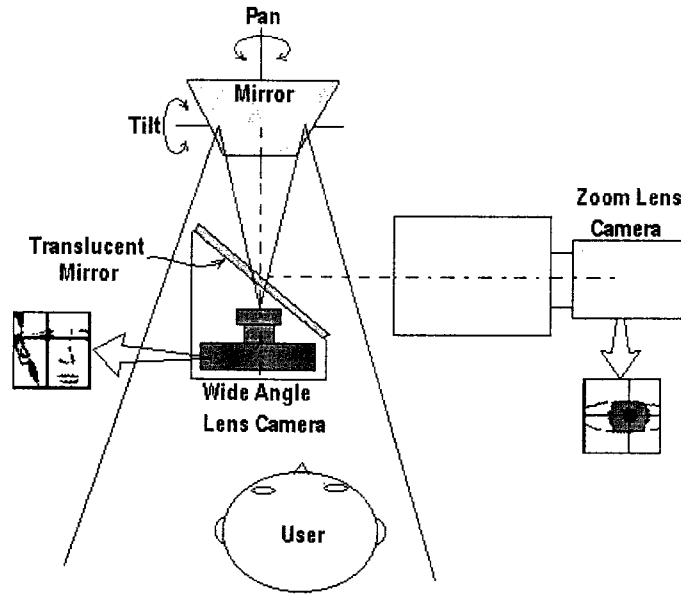 Pan
Mirror
Tilt
Zoom Lens
Camera
Translucent
Mirror
Wide Angle
Lens Camera
User